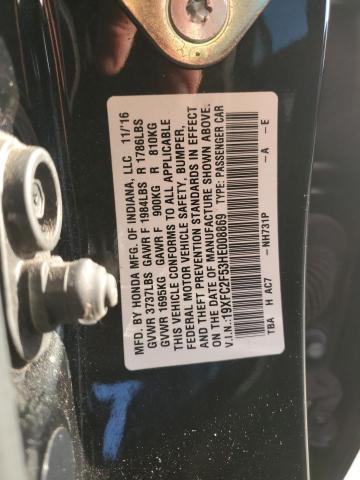 MFD. BY HONDA MFG. OF INDIANA, LLC 11/'16
GVWR 3737LBS GAWR F 1984LBS R 1786LBS
GVWR 1695KG GAWR F 900KG R 810KG
THIS VEHICLE CONFORMS TO ALL APPLICABLE
FEDERAL MOTOR VEHICLE SAFETY, BUMPER,
AND THEFT PREVENTION STANDARDS IN EFFECT
ON THE DATE OF MANUFACTURE SHOWN ABOVE.
V.I.N.:19XFC2F53HE008869 TYPE: PASSENGER CAR
TBA H AC7 - NH731P - A - E